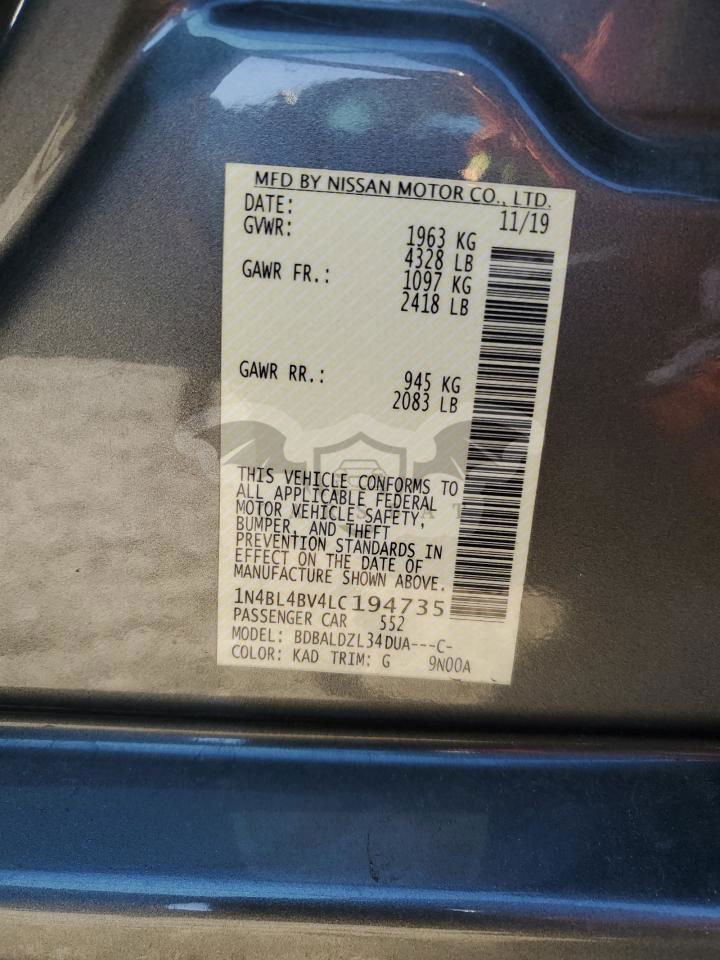 MFD BY NISSAN MOTOR CO., LTD.
DATE: 11/19
GVWR: 1963 KG
4328 LB
GAWR FR.: 1097 KG
2418 LB
GAWR RR.: 945 KG
2083 LB
THIS VEHICLE CONFORMS TO
ALL APPLICABLE FEDERAL
MOTOR VEHICLE SAFETY,
BUMPER, AND THEFT
PREVENTION STANDARDS IN
EFFECT ON THE DATE OF
MANUFACTURE SHOWN ABOVE.
1N4BL4BV4LC194735
PASSENGER CAR 552
MODEL: BDBALDZL34DUA---C-
COLOR: KAD TRIM: G 9N00A